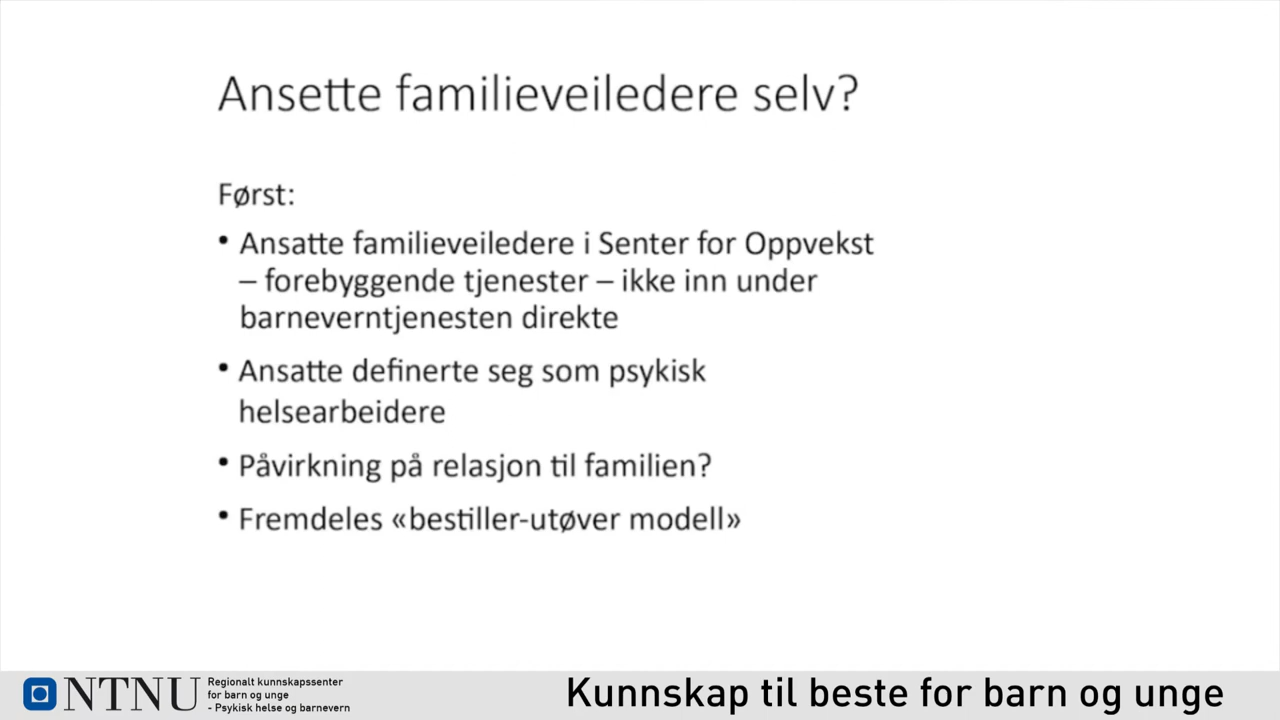 Ansette familieveiledere selv?
Først:
• Ansatte familieveiledere i Senter for Oppvekst
– forebyggende tjenester – ikke inn under
barneverntjenesten direkte
• Ansatte definerte seg som psykisk
helsearbeidere
• Påvirkning på relasjon til familien?
• Fremdeles «bestiller-utøver modell»
NTNU
Regionalt kunnskapssenter
for barn og unge
- Psykisk helse og barnevern
Kunnskap til beste for barn og unge